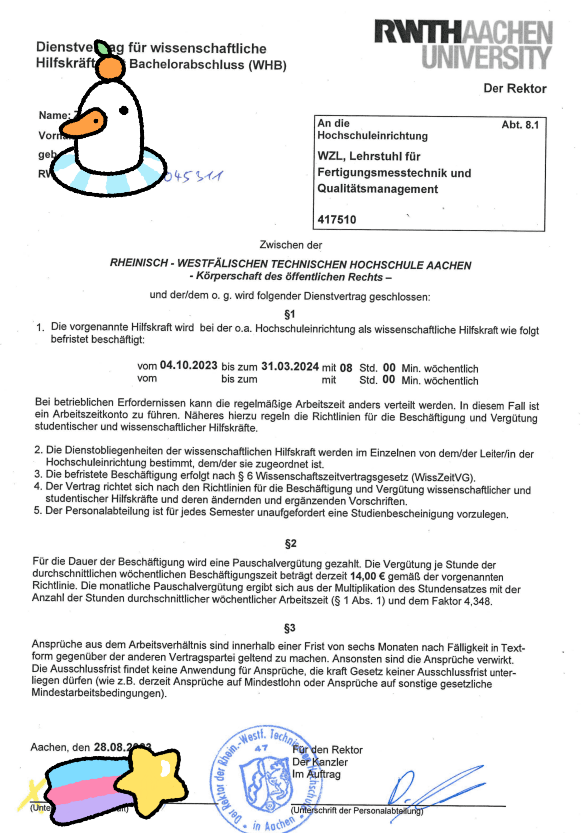 RWTHAACHEN
UNIVERSITY
Dienstvertrag für wissenschaftliche
Hilfskräft Bachelorabschluss (WHB)
Der Rektor
Name:
Vorna
geb
RW 045311
An die Abt. 8.1
Hochschuleinrichtung
WZL, Lehrstuhl für
Fertigungsmesstechnik und
Qualitätsmanagement
417510
Zwischen der
RHEINISCH - WESTFÄLISCHEN TECHNISCHEN HOCHSCHULE AACHEN
- Körperschaft des öffentlichen Rechts –
und der/dem o. g. wird folgender Dienstvertrag geschlossen:
§1
1. Die vorgenannte Hilfskraft wird bei der o.a. Hochschuleinrichtung als wissenschaftliche Hilfskraft wie folgt
befristet beschäftigt:
vom 04.10.2023 bis zum 31.03.2024 mit 08 Std. 00 Min. wöchentlich
vom bis zum mit Std. 00 Min. wöchentlich
Bei betrieblichen Erfordernissen kann die regelmäßige Arbeitszeit anders verteilt werden. In diesem Fall ist
ein Arbeitszeitkonto zu führen. Näheres hierzu regeln die Richtlinien für die Beschäftigung und Vergütung
studentischer und wissenschaftlicher Hilfskräfte.
2. Die Dienstobliegenheiten der wissenschaftlichen Hilfskraft werden im Einzelnen von dem/der Leiter/in der
Hochschuleinrichtung bestimmt, dem/der sie zugeordnet ist.
3. Die befristete Beschäftigung erfolgt nach § 6 Wissenschaftszeitvertragsgesetz (WissZeitVG).
4. Der Vertrag richtet sich nach den Richtlinien für die Beschäftigung und Vergütung wissenschaftlicher und
studentischer Hilfskräfte und deren ändernden und ergänzenden Vorschriften.
5. Der Personalabteilung ist für jedes Semester unaufgefordert eine Studienbescheinigung vorzulegen.
§2
Für die Dauer der Beschäftigung wird eine Pauschalvergütung gezahlt. Die Vergütung je Stunde der
durchschnittlichen wöchentlichen Beschäftigungszeit beträgt derzeit 14,00 € gemäß der vorgenannten
Richtlinie. Die monatliche Pauschalvergütung ergibt sich aus der Multiplikation des Stundensatzes mit der
Anzahl der Stunden durchschnittlicher wöchentlicher Arbeitszeit (§ 1 Abs. 1) und dem Faktor 4,348.
§3
Ansprüche aus dem Arbeitsverhältnis sind innerhalb einer Frist von sechs Monaten nach Fälligkeit in Text-
form gegenüber der anderen Vertragspartei geltend zu machen. Ansonsten sind die Ansprüche verwirkt.
Die Ausschlussfrist findet keine Anwendung für Ansprüche, die kraft Gesetz keiner Ausschlussfrist unter-
liegen dürfen (wie z.B. derzeit Ansprüche auf Mindestlohn oder Ansprüche auf sonstige gesetzliche
Mindestarbeitsbedingungen).
Aachen, den 28.08.2023
Für den Rektor
Der Kanzler
Im Auftrag
Der Rektor der Rhein.-Westf. Technischen Hochschule
47
in Aachen
(Unte
(Unterschrift der Personalabteilung)